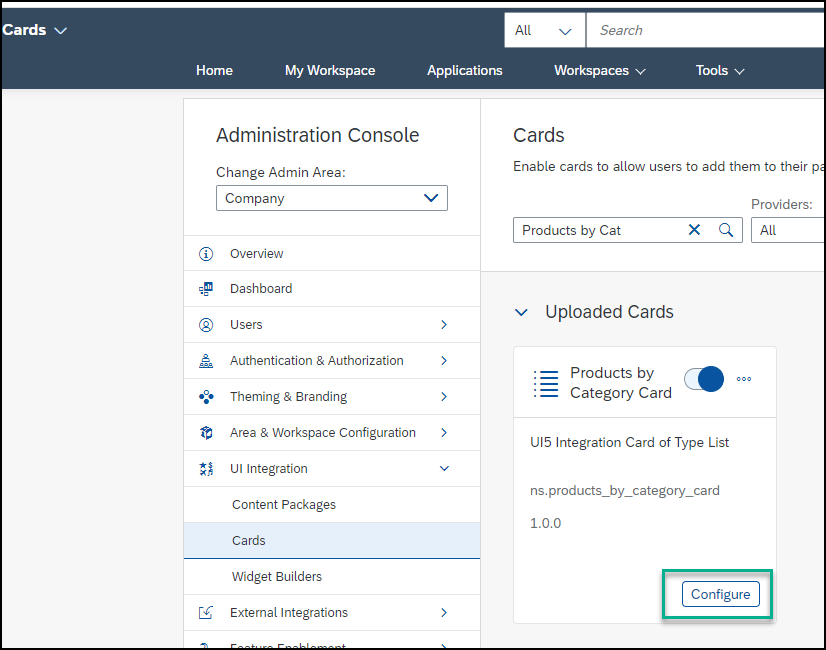 Cards
All
Search
Home
My Workspace
Applications
Workspaces
Tools
Administration Console
Change Admin Area:
Company
Overview
Dashboard
Users
Authentication & Authorization
Theming & Branding
Area & Workspace Configuration
UI Integration
Content Packages
Cards
Widget Builders
External Integrations
Feature Enablement
Cards
Enable cards to allow users to add them to their pa
Providers:
Products by Cat
All
Uploaded Cards
Products by
Category Card
UI5 Integration Card of Type List
ns.products_by_category_card
1.0.0
Configure